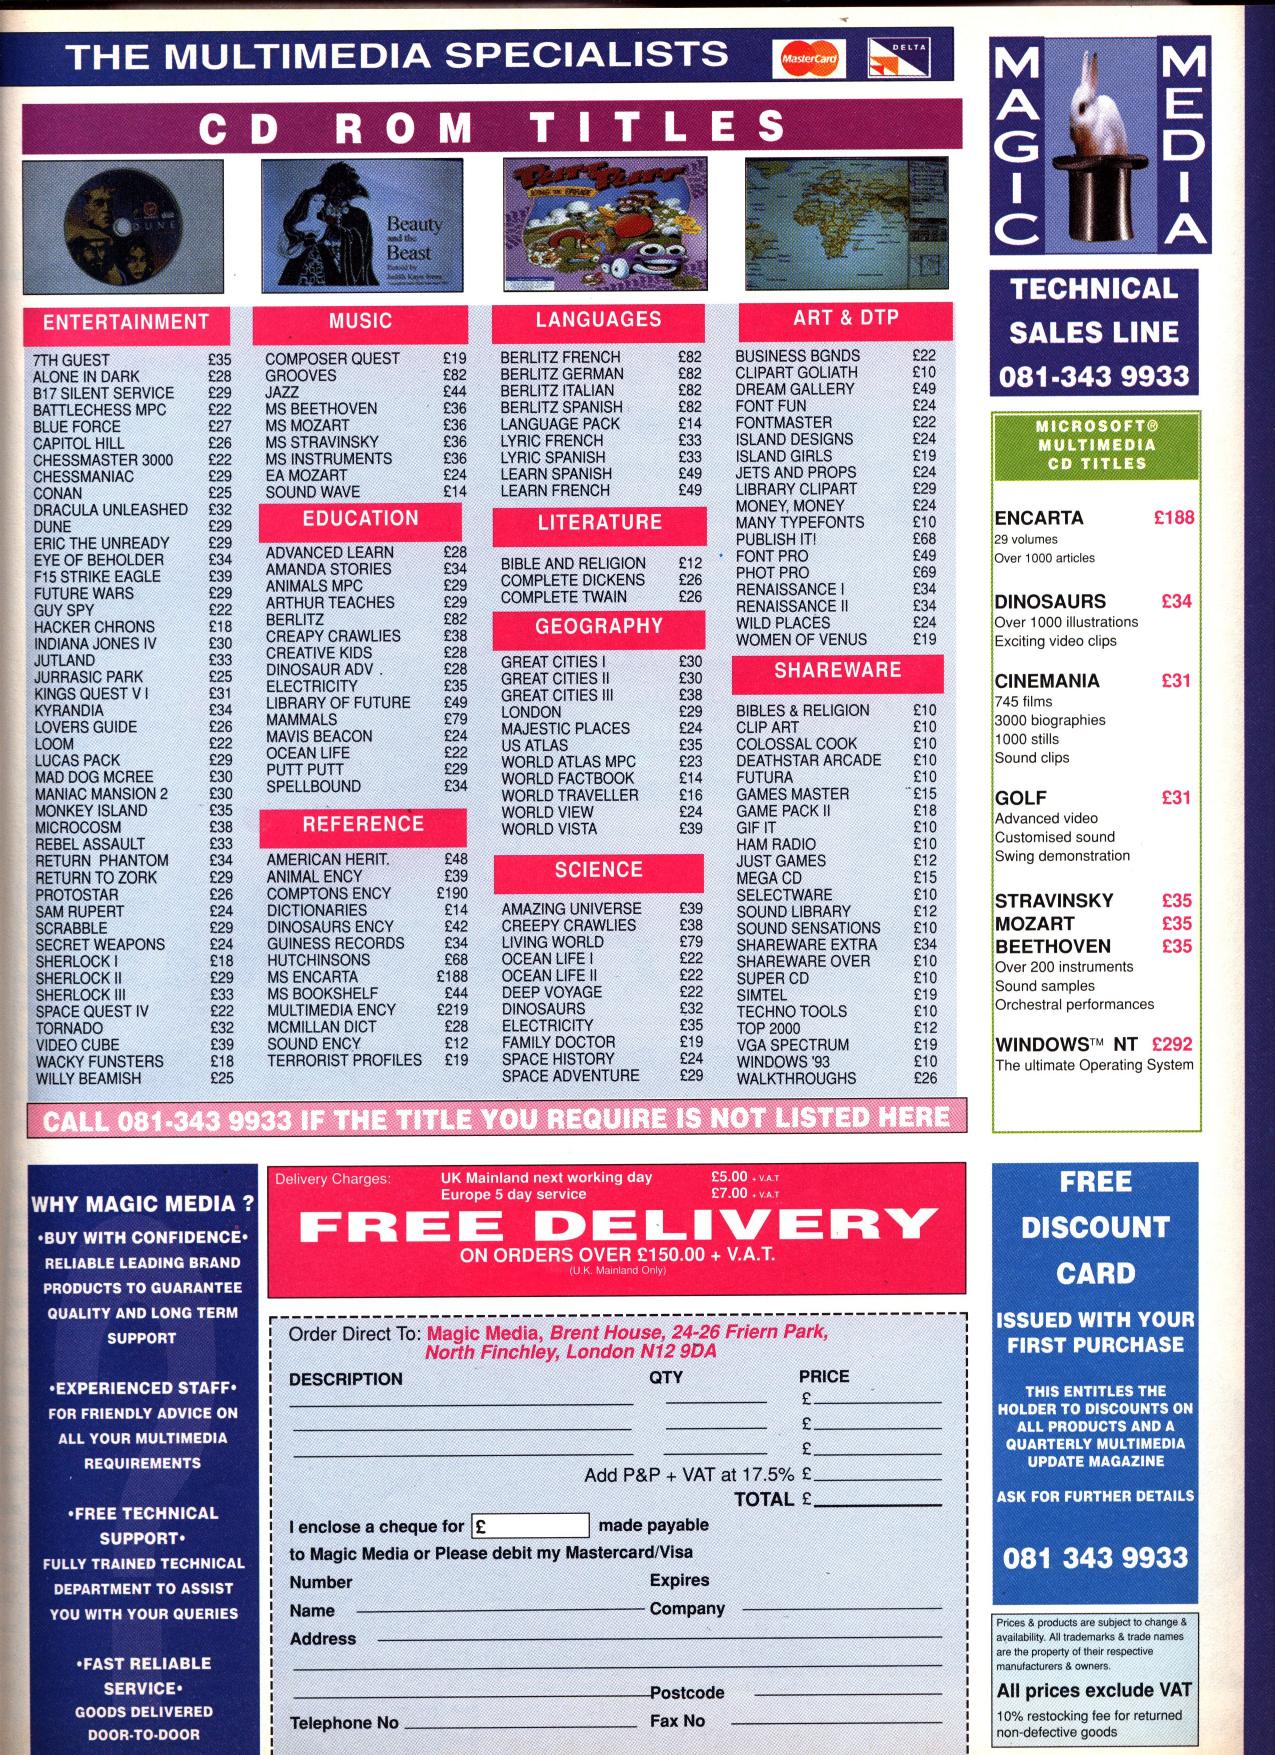 THE MULTIMEDIA SPECIALISTS
MasterCard
DELTA
CD ROM TITLES
DUNE
Beauty
and the
Beast
Putt Putt
JOINS THE PARADE
ENTERTAINMENT
7TH GUEST £35
ALONE IN DARK £28
B17 SILENT SERVICE £29
BATTLECHESS MPC £22
BLUE FORCE £27
CAPITOL HILL £26
CHESSMASTER 3000 £22
CHESSMANIAC £29
CONAN £25
DRACULA UNLEASHED £32
DUNE £29
ERIC THE UNREADY £29
EYE OF BEHOLDER £34
F15 STRIKE EAGLE £39
FUTURE WARS £29
GUY SPY £22
HACKER CHRONS £18
INDIANA JONES IV £30
JUTLAND £33
JURRASIC PARK £25
KINGS QUEST V I £31
KYRANDIA £34
LOVERS GUIDE £26
LOOM £22
LUCAS PACK £29
MAD DOG MCREE £30
MANIAC MANSION 2 £30
MONKEY ISLAND £35
MICROCOSM £38
REBEL ASSAULT £33
RETURN PHANTOM £34
RETURN TO ZORK £29
PROTOSTAR £26
SAM RUPERT £24
SCRABBLE £29
SECRET WEAPONS £24
SHERLOCK I £18
SHERLOCK II £29
SHERLOCK III £33
SPACE QUEST IV £22
TORNADO £32
VIDEO CUBE £39
WACKY FUNSTERS £18
WILLY BEAMISH £25
MUSIC
COMPOSER QUEST £19
GROOVES £82
JAZZ £44
MS BEETHOVEN £36
MS MOZART £36
MS STRAVINSKY £36
MS INSTRUMENTS £36
EA MOZART £24
SOUND WAVE £14
EDUCATION
ADVANCED LEARN £28
AMANDA STORIES £34
ANIMALS MPC £29
ARTHUR TEACHES £29
BERLITZ £82
CREAPY CRAWLIES £38
CREATIVE KIDS £28
DINOSAUR ADV . £28
ELECTRICITY £35
LIBRARY OF FUTURE £49
MAMMALS £79
MAVIS BEACON £24
OCEAN LIFE £22
PUTT PUTT £29
SPELLBOUND £34
REFERENCE
AMERICAN HERIT. £48
ANIMAL ENCY £39
COMPTONS ENCY £190
DICTIONARIES £14
DINOSAURS ENCY £42
GUINESS RECORDS £34
HUTCHINSONS £68
MS ENCARTA £188
MS BOOKSHELF £44
MULTIMEDIA ENCY £219
MCMILLAN DICT £28
SOUND ENCY £12
TERRORIST PROFILES £19
LANGUAGES
BERLITZ FRENCH £82
BERLITZ GERMAN £82
BERLITZ ITALIAN £82
BERLITZ SPANISH £82
LANGUAGE PACK £14
LYRIC FRENCH £33
LYRIC SPANISH £33
LEARN SPANISH £49
LEARN FRENCH £49
LITERATURE
BIBLE AND RELIGION £12
COMPLETE DICKENS £26
COMPLETE TWAIN £26
GEOGRAPHY
GREAT CITIES I £30
GREAT CITIES II £30
GREAT CITIES III £38
LONDON £29
MAJESTIC PLACES £24
US ATLAS £35
WORLD ATLAS MPC £23
WORLD FACTBOOK £14
WORLD TRAVELLER £16
WORLD VIEW £24
WORLD VISTA £39
SCIENCE
AMAZING UNIVERSE £39
CREEPY CRAWLIES £38
LIVING WORLD £79
OCEAN LIFE I £22
OCEAN LIFE II £22
DEEP VOYAGE £22
DINOSAURS £32
ELECTRICITY £35
FAMILY DOCTOR £19
SPACE HISTORY £24
SPACE ADVENTURE £29
ART & DTP
BUSINESS BGNDS £22
CLIPART GOLIATH £10
DREAM GALLERY £49
FONT FUN £24
FONTMASTER £22
ISLAND DESIGNS £24
ISLAND GIRLS £19
JETS AND PROPS £24
LIBRARY CLIPART £29
MONEY, MONEY £24
MANY TYPEFONTS £10
PUBLISH IT! £68
FONT PRO £49
PHOT PRO £69
RENAISSANCE I £34
RENAISSANCE II £34
WILD PLACES £24
WOMEN OF VENUS £19
SHAREWARE
BIBLES & RELIGION £10
CLIP ART £10
COLOSSAL COOK £10
DEATHSTAR ARCADE £10
FUTURA £10
GAMES MASTER £15
GAME PACK II £18
GIF IT £10
HAM RADIO £10
JUST GAMES £12
MEGA CD £15
SELECTWARE £10
SOUND LIBRARY £12
SOUND SENSATIONS £10
SHAREWARE EXTRA £34
SHAREWARE OVER £10
SUPER CD £10
SIMTEL £19
TECHNO TOOLS £10
TOP 2000 £12
VGA SPECTRUM £19
WINDOWS '93 £10
WALKTHROUGHS £26
CALL 081-343 9933 IF THE TITLE YOU REQUIRE IS NOT LISTED HERE
MAGIC MEDIA
TECHNICAL
SALES LINE
081-343 9933
MICROSOFT®
MULTIMEDIA
CD TITLES
ENCARTA £188
29 volumes
Over 1000 articles
DINOSAURS £34
Over 1000 illustrations
Exciting video clips
CINEMANIA £31
745 films
3000 biographies
1000 stills
Sound clips
GOLF £31
Advanced video
Customised sound
Swing demonstration
STRAVINSKY £35
MOZART £35
BEETHOVEN £35
Over 200 instruments
Sound samples
Orchestral performances
WINDOWS™ NT £292
The ultimate Operating System
WHY MAGIC MEDIA ?
•BUY WITH CONFIDENCE•
RELIABLE LEADING BRAND
PRODUCTS TO GUARANTEE
QUALITY AND LONG TERM
SUPPORT
•EXPERIENCED STAFF•
FOR FRIENDLY ADVICE ON
ALL YOUR MULTIMEDIA
REQUIREMENTS
•FREE TECHNICAL
SUPPORT•
FULLY TRAINED TECHNICAL
DEPARTMENT TO ASSIST
YOU WITH YOUR QUERIES
•FAST RELIABLE
SERVICE•
GOODS DELIVERED
DOOR-TO-DOOR
Delivery Charges: UK Mainland next working day £5.00 + V.A.T
Europe 5 day service £7.00 + V.A.T
FREE DELIVERY
ON ORDERS OVER £150.00 + V.A.T.
(U.K. Mainland Only)
Order Direct To: Magic Media, Brent House, 24-26 Friern Park,
North Finchley, London N12 9DA
DESCRIPTION QTY PRICE
£
£
£
Add P&P + VAT at 17.5% £
TOTAL £
I enclose a cheque for £ made payable
to Magic Media or Please debit my Mastercard/Visa
Number Expires
Name Company
Address
Postcode
Telephone No Fax No
FREE
DISCOUNT
CARD
ISSUED WITH YOUR
FIRST PURCHASE
THIS ENTITLES THE
HOLDER TO DISCOUNTS ON
ALL PRODUCTS AND A
QUARTERLY MULTIMEDIA
UPDATE MAGAZINE
ASK FOR FURTHER DETAILS
081 343 9933
Prices & products are subject to change &
availability. All trademarks & trade names
are the property of their respective
manufacturers & owners.
All prices exclude VAT
10% restocking fee for returned
non-defective goods